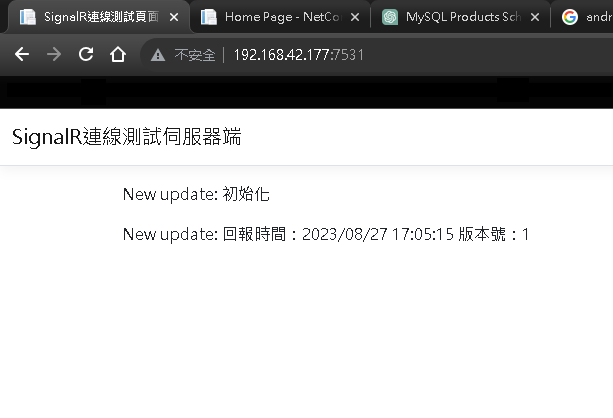 SignalR連線測試頁面
Home Page - NetCo
MySQL Products Sch
andr
不安全
192.168.42.177:7531
SignalR連線測試伺服器端
New update: 初始化
New update: 回報時間：2023/08/27 17:05:15 版本號：1